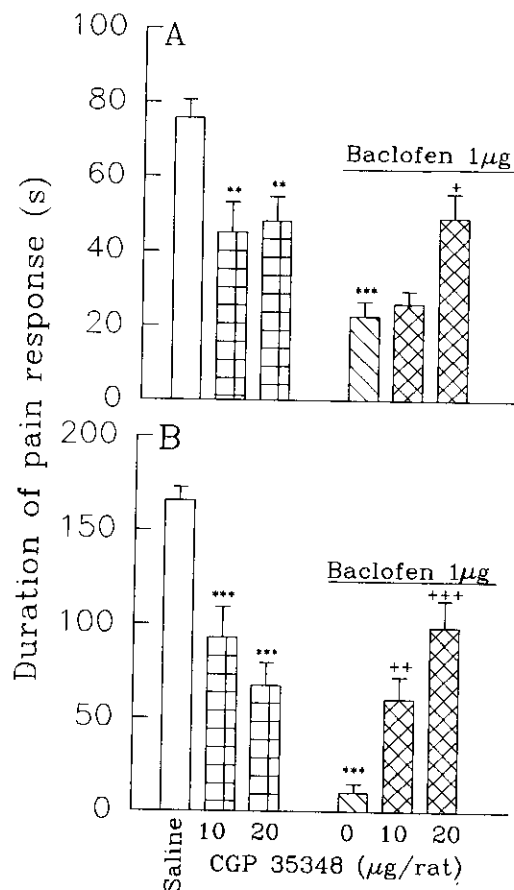 Duration of pain response (s)
A
100
80
60
40
20
0
** **
Baclofen 1μg
***
+
B
200
150
100
50
0
*** ***
Baclofen 1μg
***
++
+++
Saline 10 20 0 10 20
CGP 35348 (μg/rat)